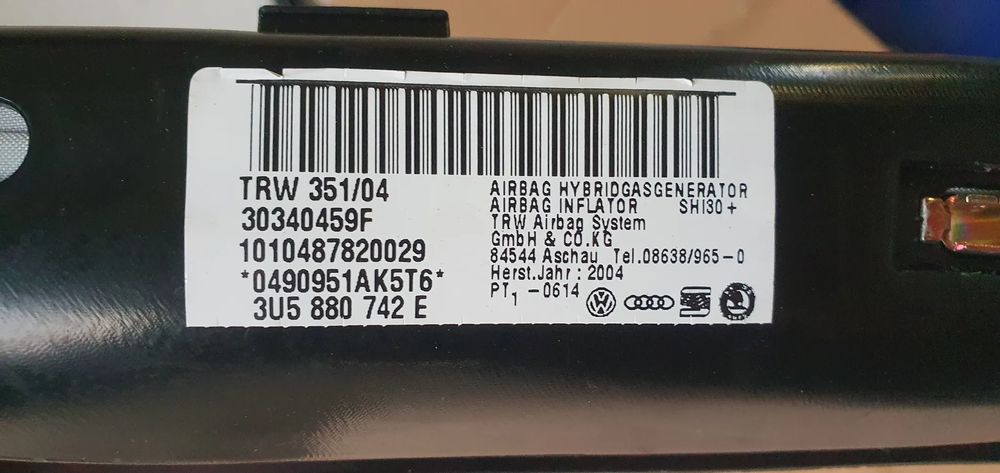 TRW 351/04
30340459F
1010487820029
*0490951AK5T6*
3U5 880 742 E
AIRBAG HYBRIDGASGENERATOR
AIRBAG INFLATOR SHI30+
TRW Airbag System
GmbH & CO.KG
84544 Aschau Tel.08638/965-0
Herst.Jahr : 2004
PT1 -0614